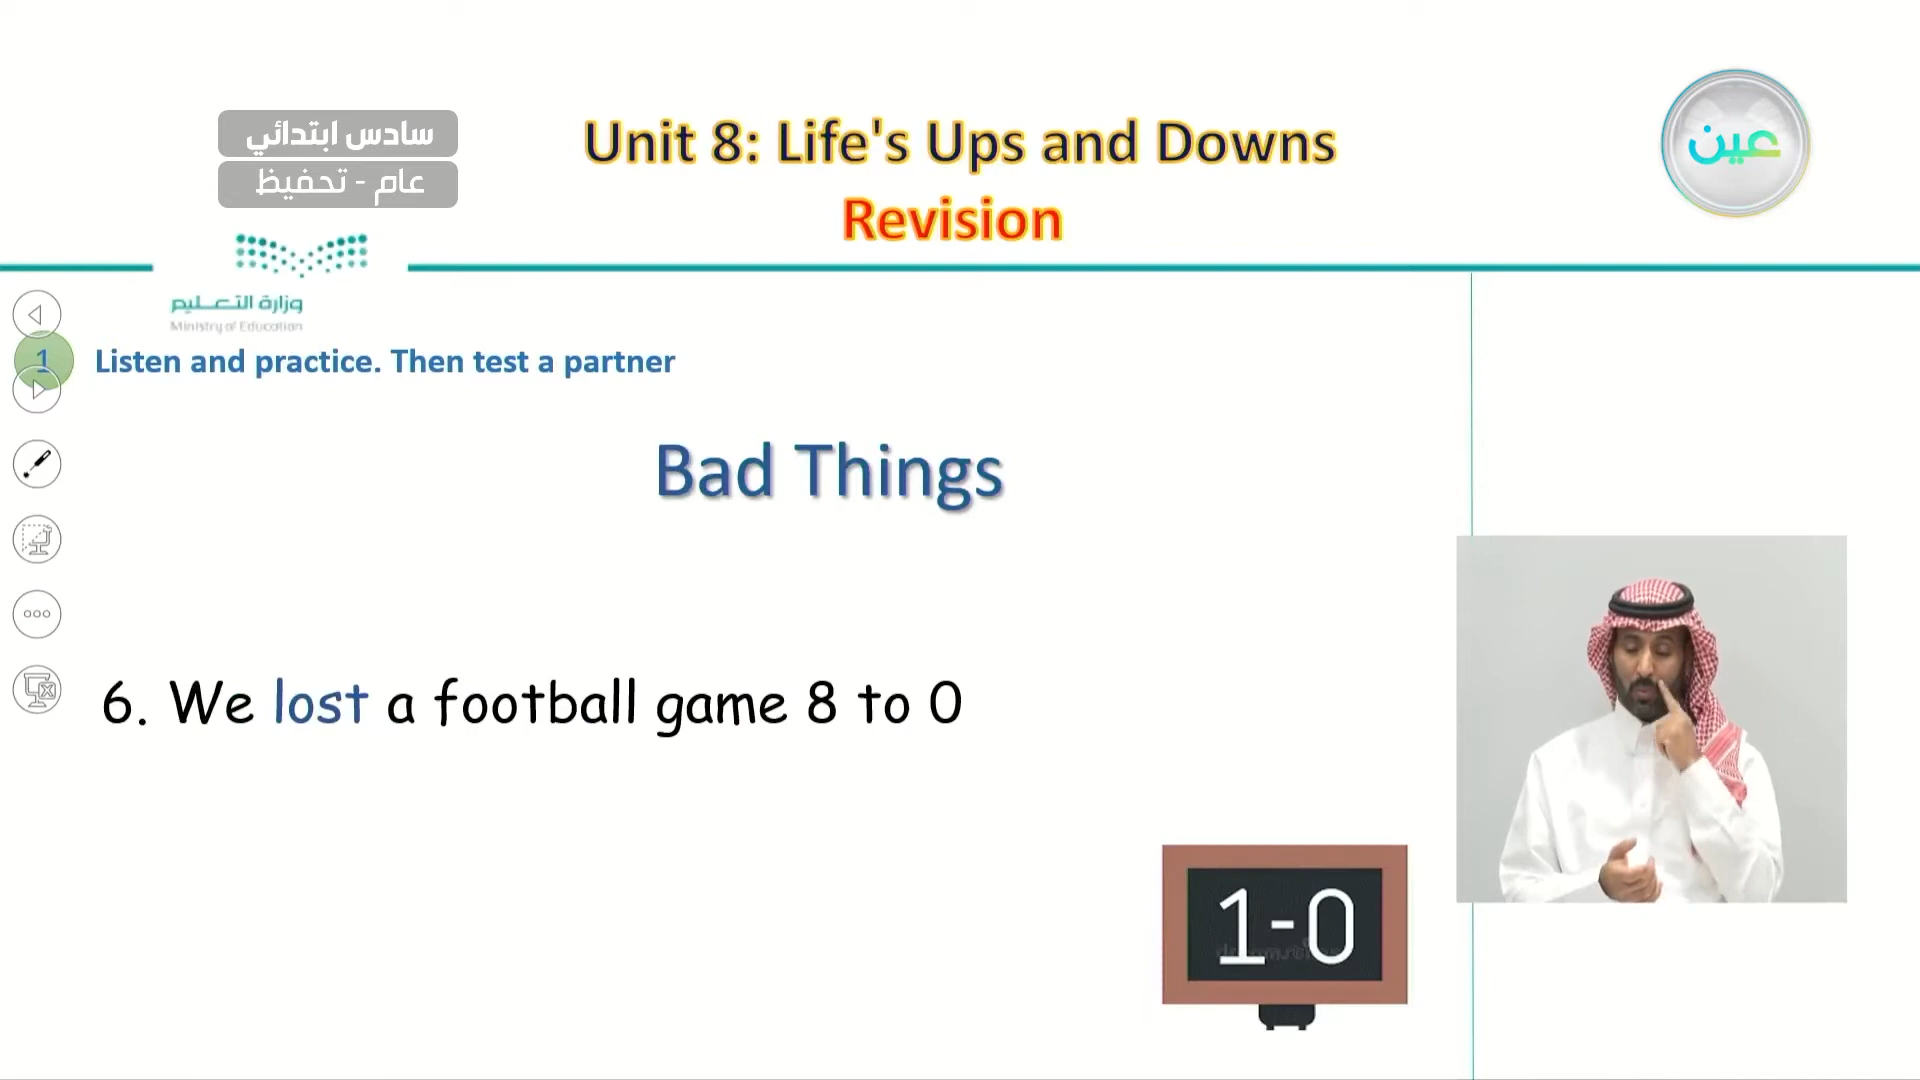 سادس ابتدائي
عام - تحفيظ
Unit 8: Life's Ups and Downs
Revision
عين
وزارة التعليم
Ministry of Education
1 Listen and practice. Then test a partner
Bad Things
6. We lost a football game 8 to 0
1-0